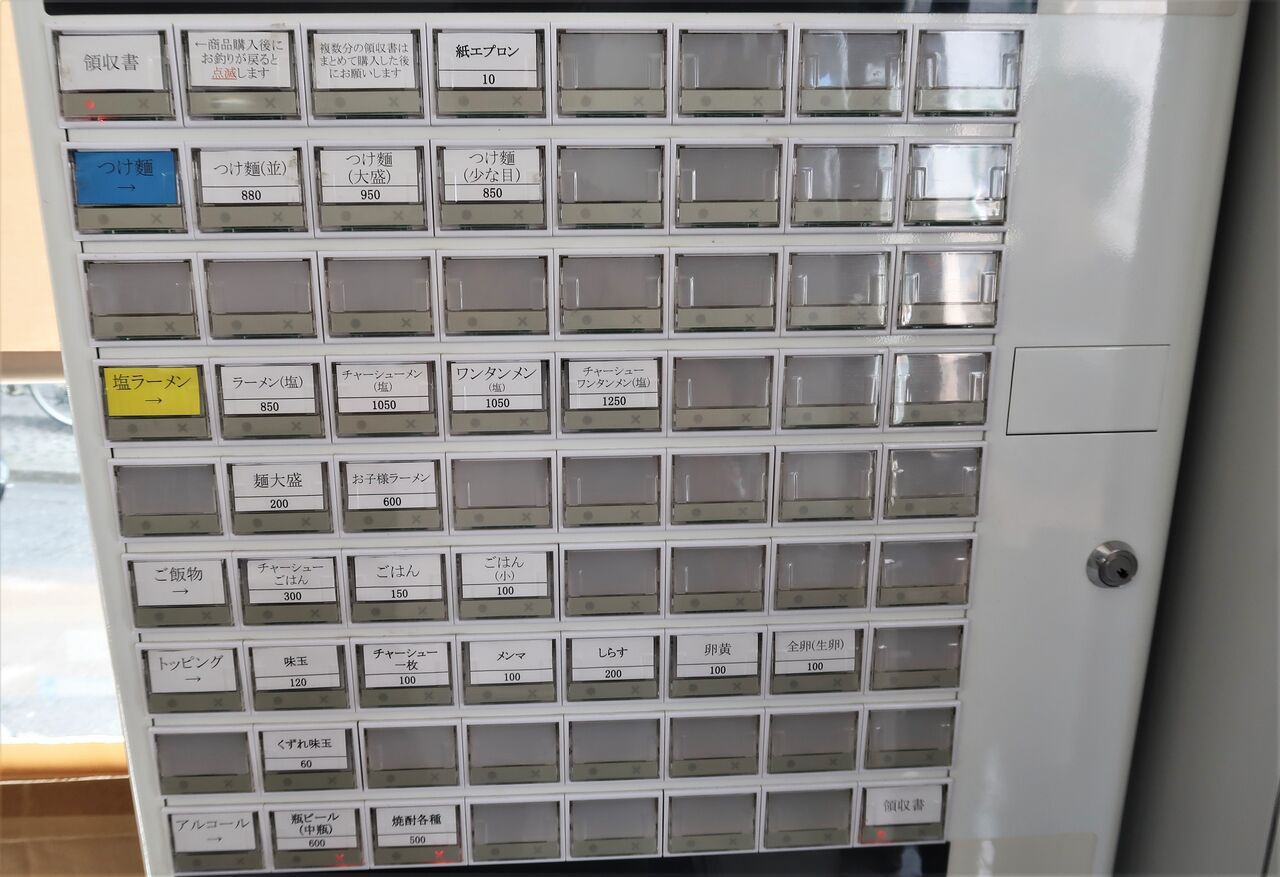 領収書
←商品購入後に
お釣りが戻ると
点滅します
複数分の領収書は
まとめて購入した後
にお願いします
紙エプロン
10
つけ麺
→
つけ麺(並)
880
つけ麺
(大盛)
950
つけ麺
(少な目)
850
塩ラーメン
→
ラーメン(塩)
850
チャーシューメン
(塩)
1050
ワンタンメン
(塩)
1050
チャーシュー
ワンタンメン(塩)
1250
麺大盛
200
お子様ラーメン
600
ご飯物
→
チャーシュー
ごはん
300
ごはん
150
ごはん
(小)
100
トッピング
→
味玉
120
チャーシュー
一枚
100
メンマ
100
しらす
200
卵黄
100
全卵(生卵)
100
くずれ味玉
60
アルコール
→
瓶ビール
(中瓶)
600
焼酎各種
500
領収書